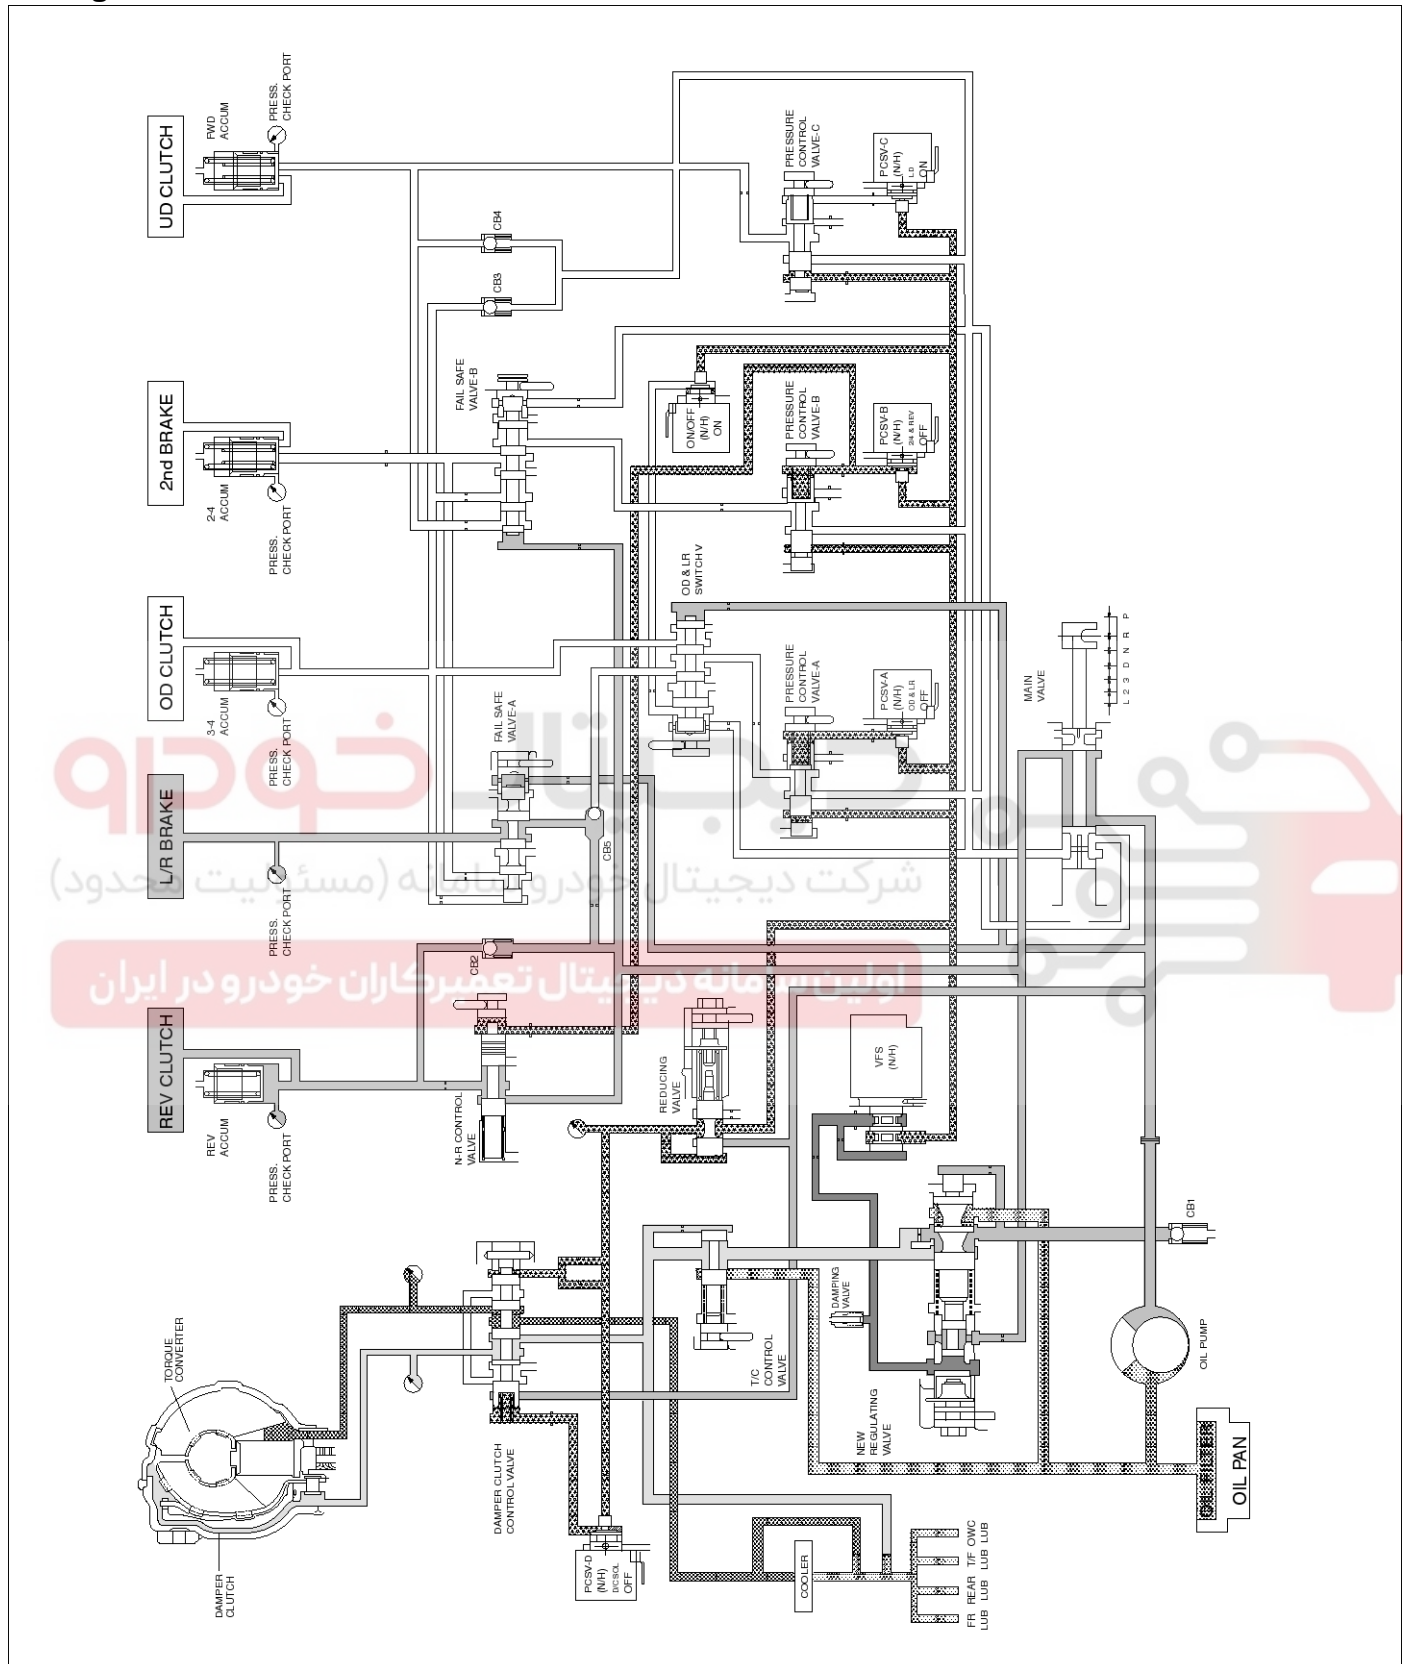 UD CLUTCH
FWD
ACCUM
PRESS.
CHECK PORT
CB4
CB3
PRESSURE
CONTROL
VALVE-C
PCSV-C
(N/H)
L.D
ON
2nd BRAKE
2-4
ACCUM
PRESS.
CHECK PORT
FAIL SAFE
VALVE-B
ON/OFF
(N/H)
ON
PRESSURE
CONTROL
VALVE-B
PCSV-B
(N/H)
2/4 & REV
OFF
OD CLUTCH
3-4
ACCUM
PRESS.
CHECK PORT
FAIL SAFE
VALVE-A
OD & LR
SWITCH V
PRESSURE
CONTROL
VALVE-A
PCSV-A
(N/H)
OD & LR
OFF
MAIN
VALVE
L 2 3 D N R P
L/R BRAKE
PRESS.
CHECK PORT
CB5
CB2
دیجیتال خودرو
شرکت دیجیتال خودرو سامانه (مسئولیت محدود)
اولین سامانه دیجیتال تعمیرکاران خودرو در ایران
REV CLUTCH
REV
ACCUM
PRESS.
CHECK PORT
N-R CONTROL
VALVE
REDUCING
VALVE
VFS
(N/H)
CB1
TORQUE
CONVERTER
DAMPER
CLUTCH
DAMPER CLUTCH
CONTROL VALVE
T/C
CONTROL
VALVE
DAMPING
VALVE
NEW
REGULATING
VALVE
OIL PUMP
OIL FILTER
OIL PAN
PCSV-D
(N/H)
D/C SOL
OFF
COOLER
FR LUB
REAR LUB
T/F LUB
OWC LUB